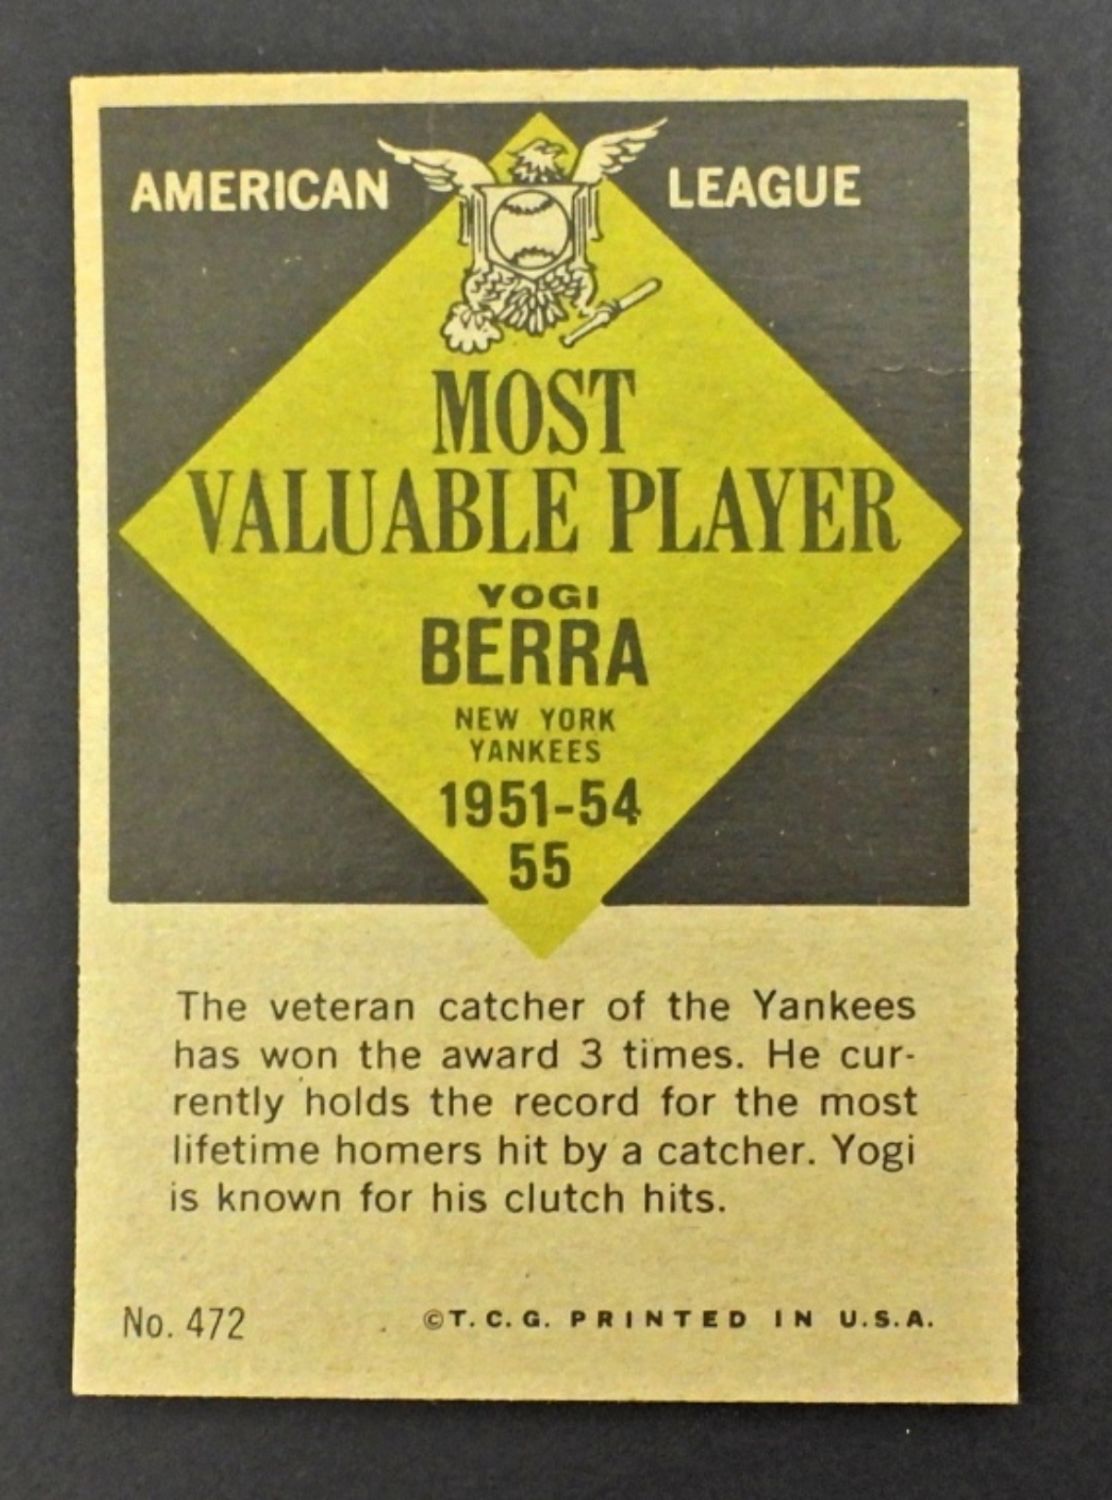 AMERICAN LEAGUE
MOST
VALUABLE PLAYER
YOGI
BERRA
NEW YORK
YANKEES
1951-54
55
The veteran catcher of the Yankees
has won the award 3 times. He cur-
rently holds the record for the most
lifetime homers hit by a catcher. Yogi
is known for his clutch hits.
No. 472 ©T.C.G. PRINTED IN U.S.A.